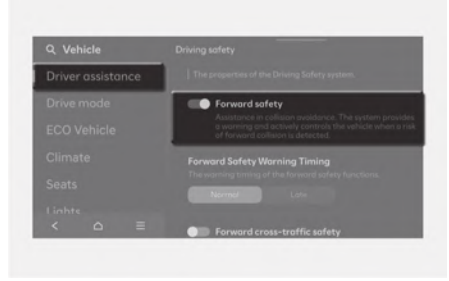 Vehicle
Driving safety
Driver assistance
The properties of the Driving Safety system.
Drive mode
Forward safety
Assistance in collision avoidance. The system provides
a warning and actively controls the vehicle when a risk
of forward collision is detected.
ECO Vehicle
Climate
Forward Safety Warning Timing
The warning timing of the forward safety functions.
Seats
Normal
Late
Lights
Forward cross-traffic safety